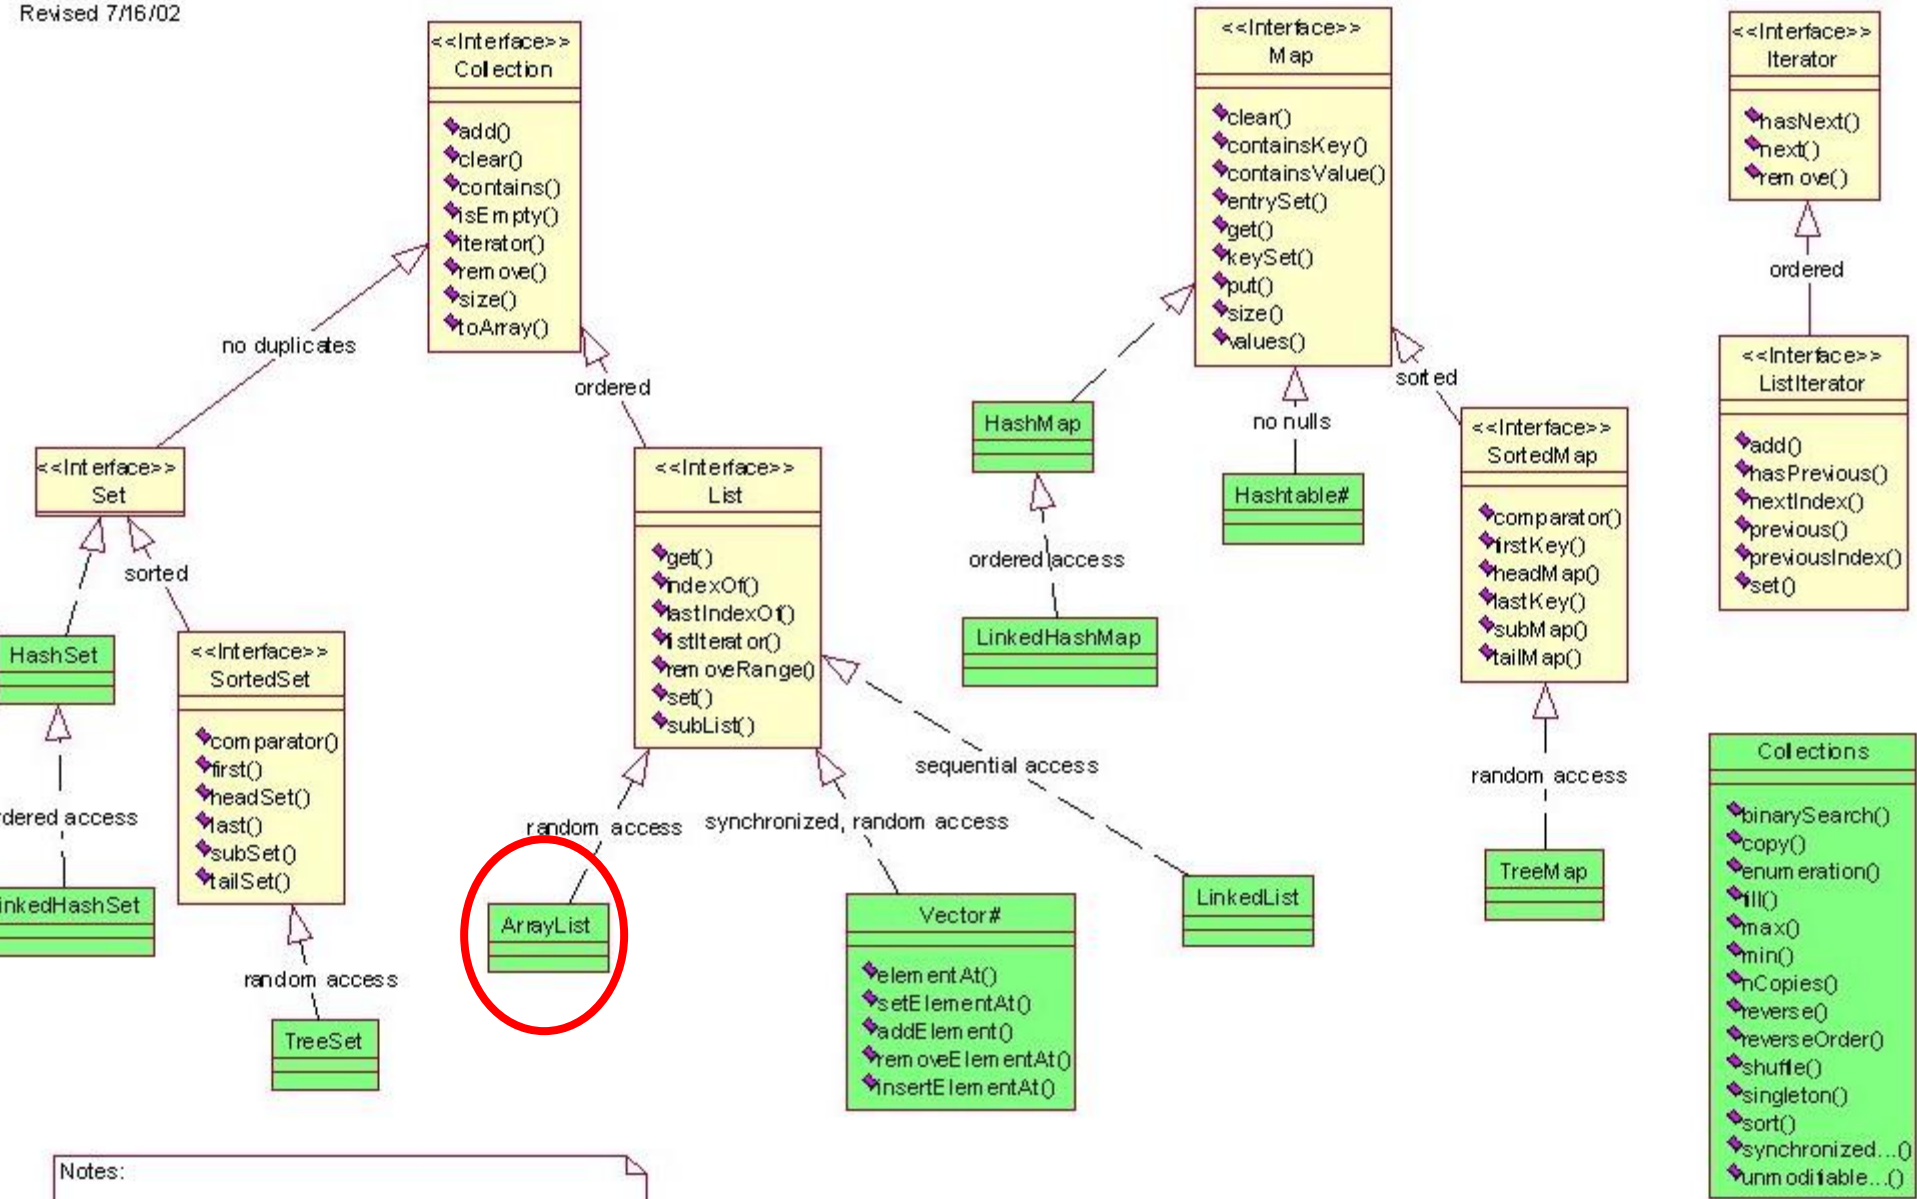 Revised 7/16/02
<<Interface>>
Collection
add()
clear()
contains()
isEmpty()
iterator()
remove()
size()
toArray()
<<Interface>>
Map
clear()
containsKey()
containsValue()
entrySet()
get()
keySet()
put()
size()
values()
<<Interface>>
Iterator
hasNext()
next()
remove()
ordered
<<Interface>>
ListIterator
add()
hasPrevious()
nextIndex()
previous()
previousIndex()
set()
no duplicates
ordered
<<Interface>>
Set
sorted
HashSet
<<Interface>>
SortedSet
comparator()
first()
headSet()
last()
subSet()
tailSet()
rdered access
inkedHashSet
random access
TreeSet
<<Interface>>
List
get()
indexOf()
lastIndexOf()
listIterator()
removeRange()
set()
subList()
random access
ArrayList
synchronized, random access
Vector#
elementAt()
setElementAt()
addElement()
removeElementAt()
insertElementAt()
sequential access
LinkedList
HashMap
ordered access
LinkedHashMap
no nulls
Hashtable#
sorted
<<Interface>>
SortedMap
comparator()
firstKey()
headMap()
lastKey()
subMap()
tailMap()
random access
TreeMap
Collections
binarySearch()
copy()
enumeration()
fill()
max()
min()
nCopies()
reverse()
reverseOrder()
shuffle()
singleton()
sort()
synchronized...()
unmodifiable...()
Notes: